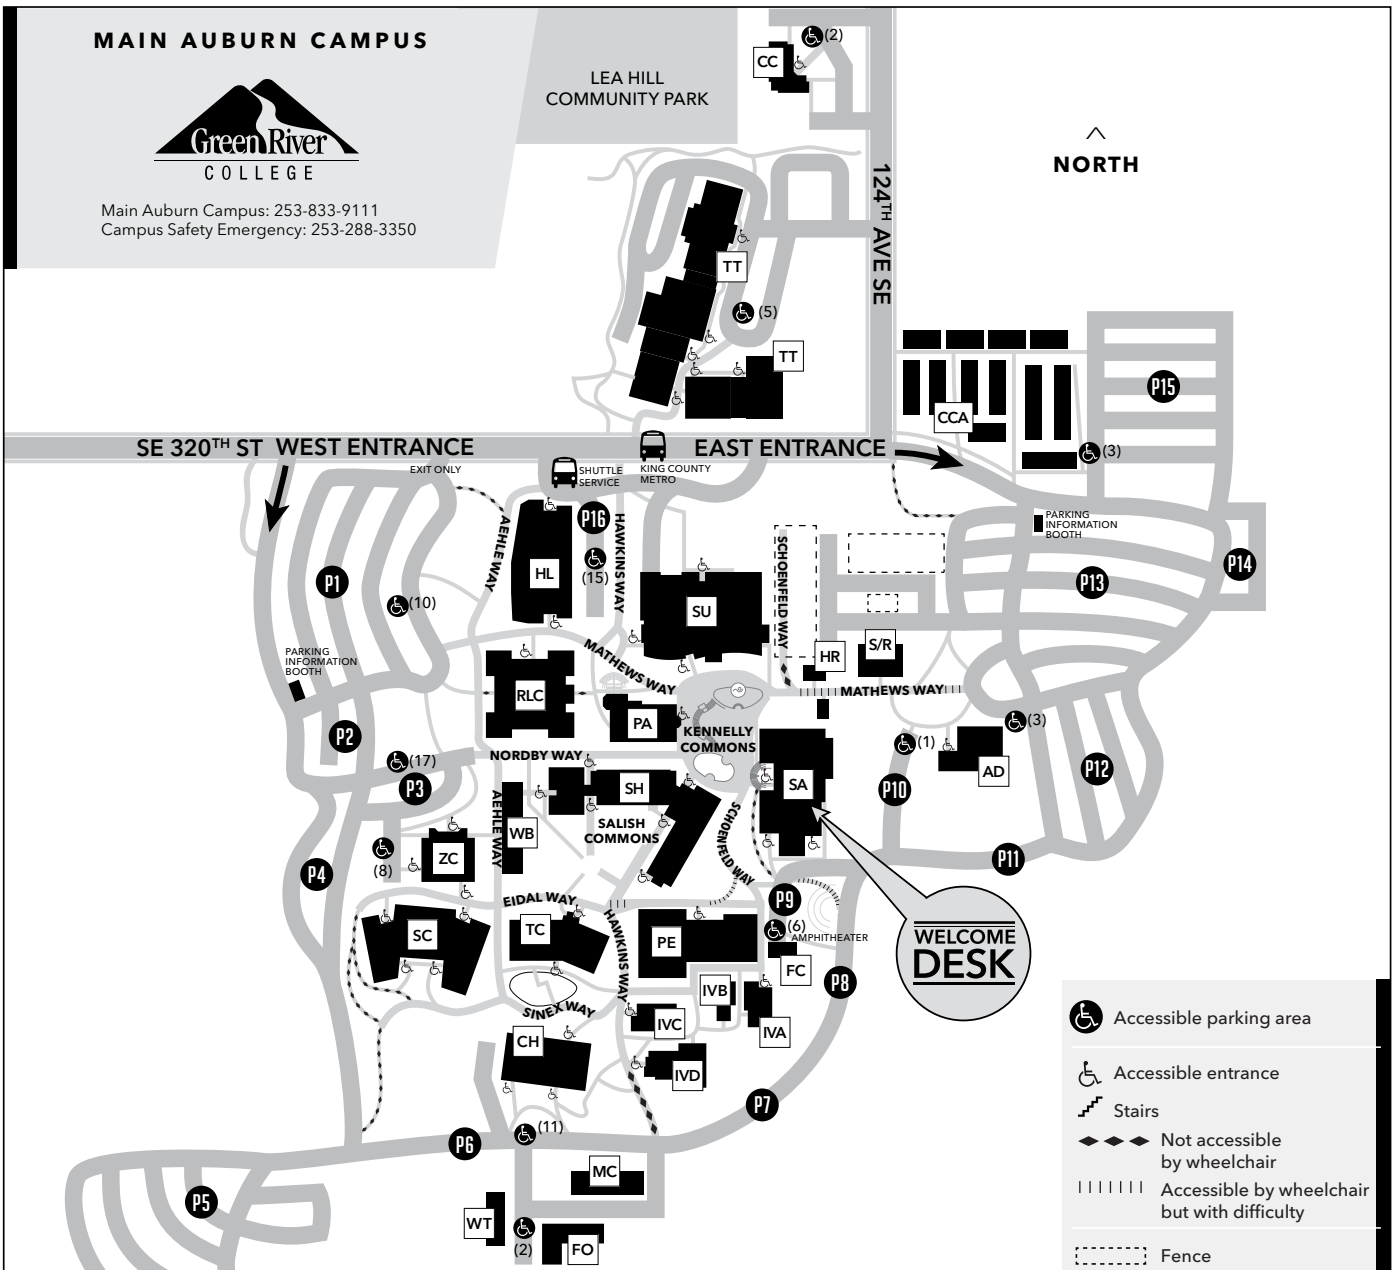 MAIN AUBURN CAMPUS
Green River
COLLEGE
Main Auburn Campus: 253-833-9111
Campus Safety Emergency: 253-288-3350
LEA HILL
COMMUNITY PARK
CC
(2)
NORTH
124TH AVE SE
TT
(5)
TT
P15
CCA
(3)
SE 320TH ST
WEST ENTRANCE
EAST ENTRANCE
EXIT ONLY
SHUTTLE
SERVICE
KING COUNTY
METRO
PARKING
INFORMATION
BOOTH
P16
AEHLE WAY
HAWKINS WAY
SCHOENFELD WAY
HL
(15)
P1
(10)
SU
P13
P14
PARKING
INFORMATION
BOOTH
MATHEWS WAY
HR
S/R
MATHEWS WAY
RLC
PA
KENNELLY
COMMONS
P2
(3)
(1)
AD
P12
(17)
NORDBY WAY
P3
SH
SA
P10
AEHLE WAY
WB
SALISH
COMMONS
SCHOENFELD WAY
ZC
(8)
P4
P11
EIDAL WAY
P9
(6)
AMPHITHEATER
WELCOME
DESK
SC
TC
HAWKINS WAY
PE
FC
P8
IVB
IVA
IVC
SINEX WAY
CH
IVD
P7
P6
(11)
MC
P5
WT
(2)
FO
Accessible parking area
Accessible entrance
Stairs
Not accessible
by wheelchair
Accessible by wheelchair
but with difficulty
Fence